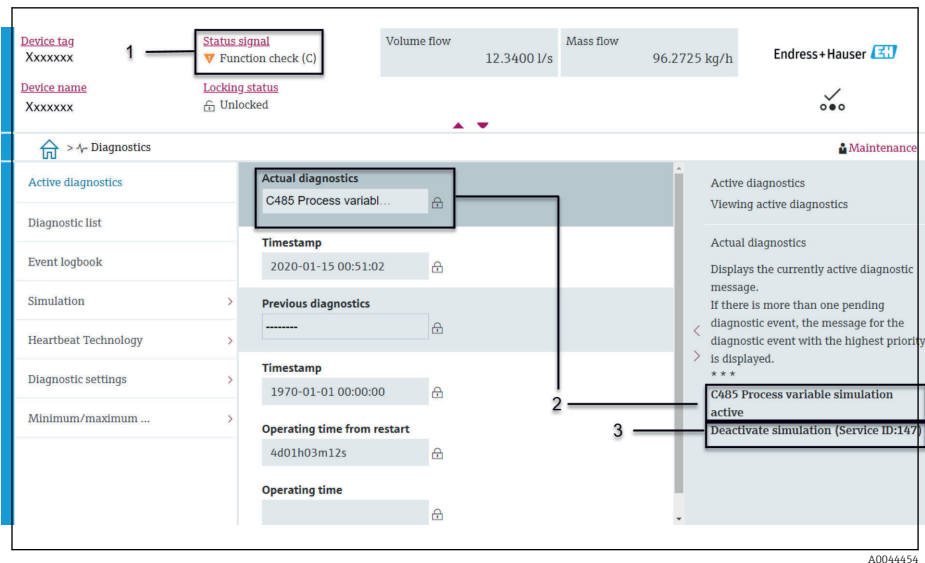 Device tag
Xxxxxxx
1
Status signal
Function check (C)
Volume flow
12.3400 l/s
Mass flow
96.2725 kg/h
Endress+Hauser EH
Device name
Xxxxxxx
Locking status
Unlocked
> Diagnostics
Maintenance
Active diagnostics
Diagnostic list
Event logbook
Simulation
Heartbeat Technology
Diagnostic settings
Minimum/maximum ...
Actual diagnostics
C485 Process variabl...
Timestamp
2020-01-15 00:51:02
Previous diagnostics
--------
Timestamp
1970-01-01 00:00:00
Operating time from restart
4d01h03m12s
Operating time
2
3
Active diagnostics
Viewing active diagnostics
Actual diagnostics
Displays the currently active diagnostic
message.
If there is more than one pending
diagnostic event, the message for the
diagnostic event with the highest priority
is displayed.
* * *
C485 Process variable simulation
active
Deactivate simulation (Service ID:147)
A0044454